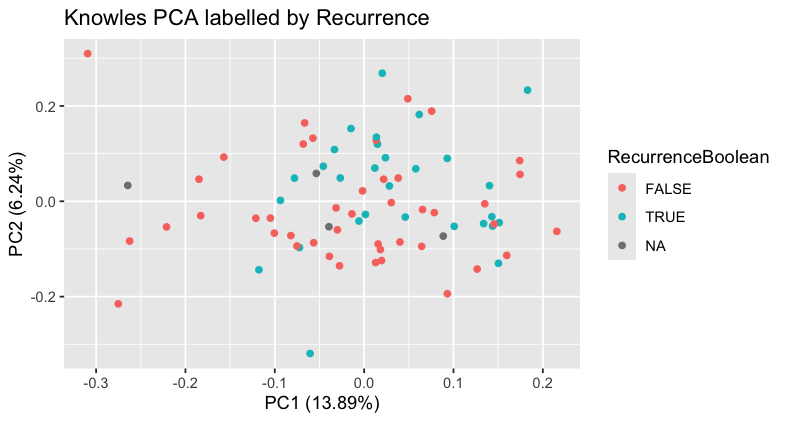 Knowles PCA labelled by Recurrence
0.2
0.0
-0.2
PC2 (6.24%)
-0.3
-0.2
-0.1
0.0
0.1
0.2
PC1 (13.89%)
RecurrenceBoolean
FALSE
TRUE
NA